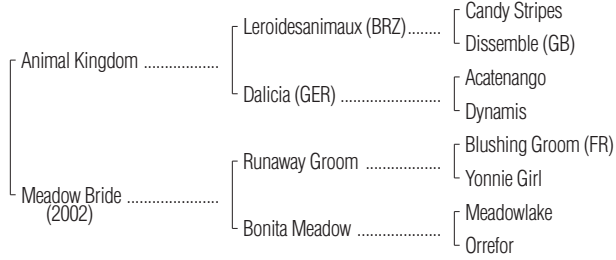 Animal Kingdom ..................
Meadow Bride .....................
(2002)
Leroidesanimaux (BRZ)........
Dalicia (GER) ......................
Runaway Groom ..................
Bonita Meadow ....................
Candy Stripes
Dissemble (GB)
Acatenango
Dynamis
Blushing Groom (FR)
Yonnie Girl
Meadowlake
Orrefor